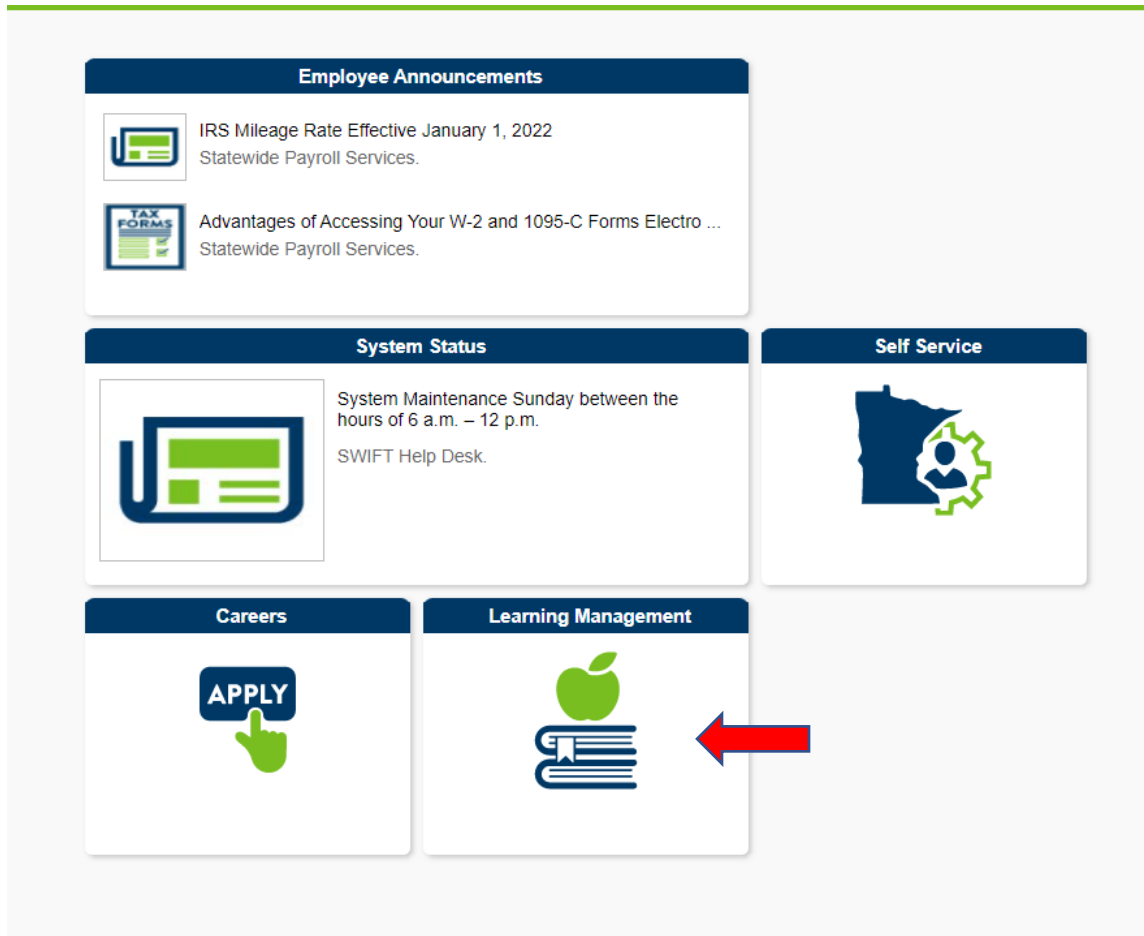 Employee Announcements
IRS Mileage Rate Effective January 1, 2022
Statewide Payroll Services.
TAX
FORMS
Advantages of Accessing Your W-2 and 1095-C Forms Electro ...
Statewide Payroll Services.
System Status
System Maintenance Sunday between the
hours of 6 a.m. – 12 p.m.
SWIFT Help Desk.
Self Service
Careers
APPLY
Learning Management